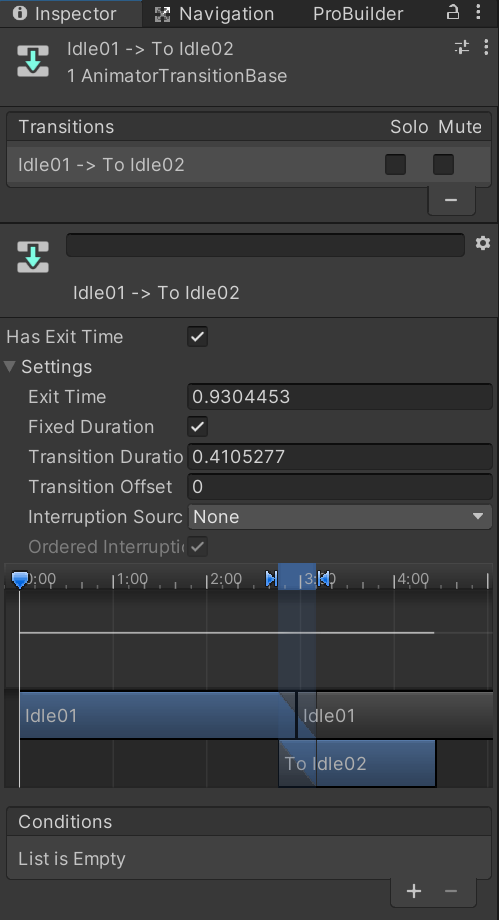 Inspector Navigation ProBuilder
Idle01 -> To Idle02
1 AnimatorTransitionBase
Transitions Solo Mute
Idle01 -> To Idle02
Idle01 -> To Idle02
Has Exit Time
Settings
Exit Time 0.9304453
Fixed Duration
Transition Duratio 0.4105277
Transition Offset 0
Interruption Sourc None
Ordered Interrupti
0:00 1:00 2:00 3:00 4:00
Idle01 Idle01
To Idle02
Conditions
List is Empty